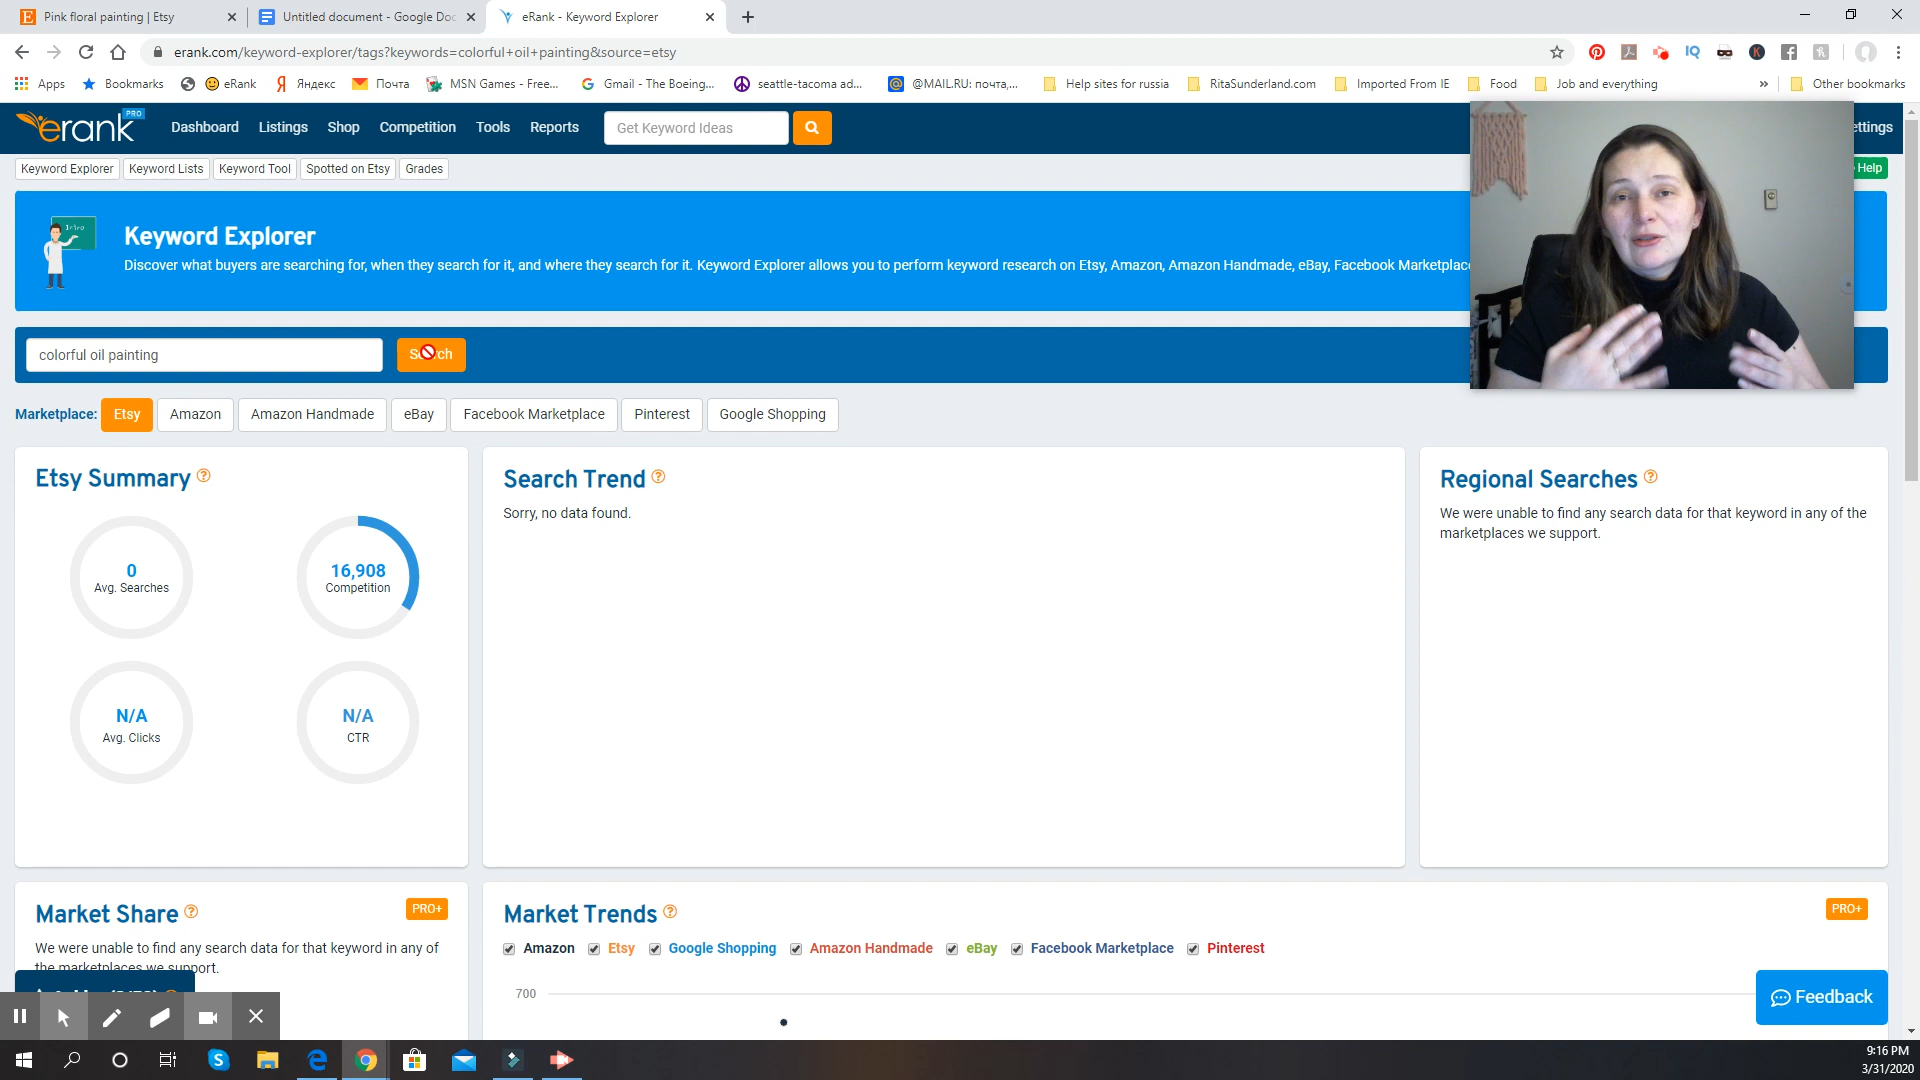 Pink floral painting | Etsy
Untitled document - Google Doc
eRank - Keyword Explorer
erank.com/keyword-explorer/tags?keywords=colorful+oil+painting&source=etsy
Apps
Bookmarks
eRank
Яндекс
Почта
MSN Games - Free...
Gmail - The Boeing...
seattle-tacoma ad...
@MAIL.RU: почта,...
Help sites for russia
RitaSunderland.com
Imported From IE
Food
Job and everything
»
Other bookmarks
erank PRO
Dashboard
Listings
Shop
Competition
Tools
Reports
Get Keyword Ideas
ettings
Keyword Explorer
Keyword Lists
Keyword Tool
Spotted on Etsy
Grades
Help
Keyword Explorer
Discover what buyers are searching for, when they search for it, and where they search for it. Keyword Explorer allows you to perform keyword research on Etsy, Amazon, Amazon Handmade, eBay, Facebook Marketplac
colorful oil painting
Marketplace:
Etsy
Amazon
Amazon Handmade
eBay
Facebook Marketplace
Pinterest
Google Shopping
Etsy Summary
0
Avg. Searches
16,908
Competition
N/A
Avg. Clicks
N/A
CTR
Search Trend
Sorry, no data found.
Regional Searches
We were unable to find any search data for that keyword in any of the
marketplaces we support.
Market Share
PRO+
We were unable to find any search data for that keyword in any of
the marketplaces we support.
Market Trends
PRO+
Amazon
Etsy
Google Shopping
Amazon Handmade
eBay
Facebook Marketplace
Pinterest
700
Feedback
9:16 PM
3/31/2020